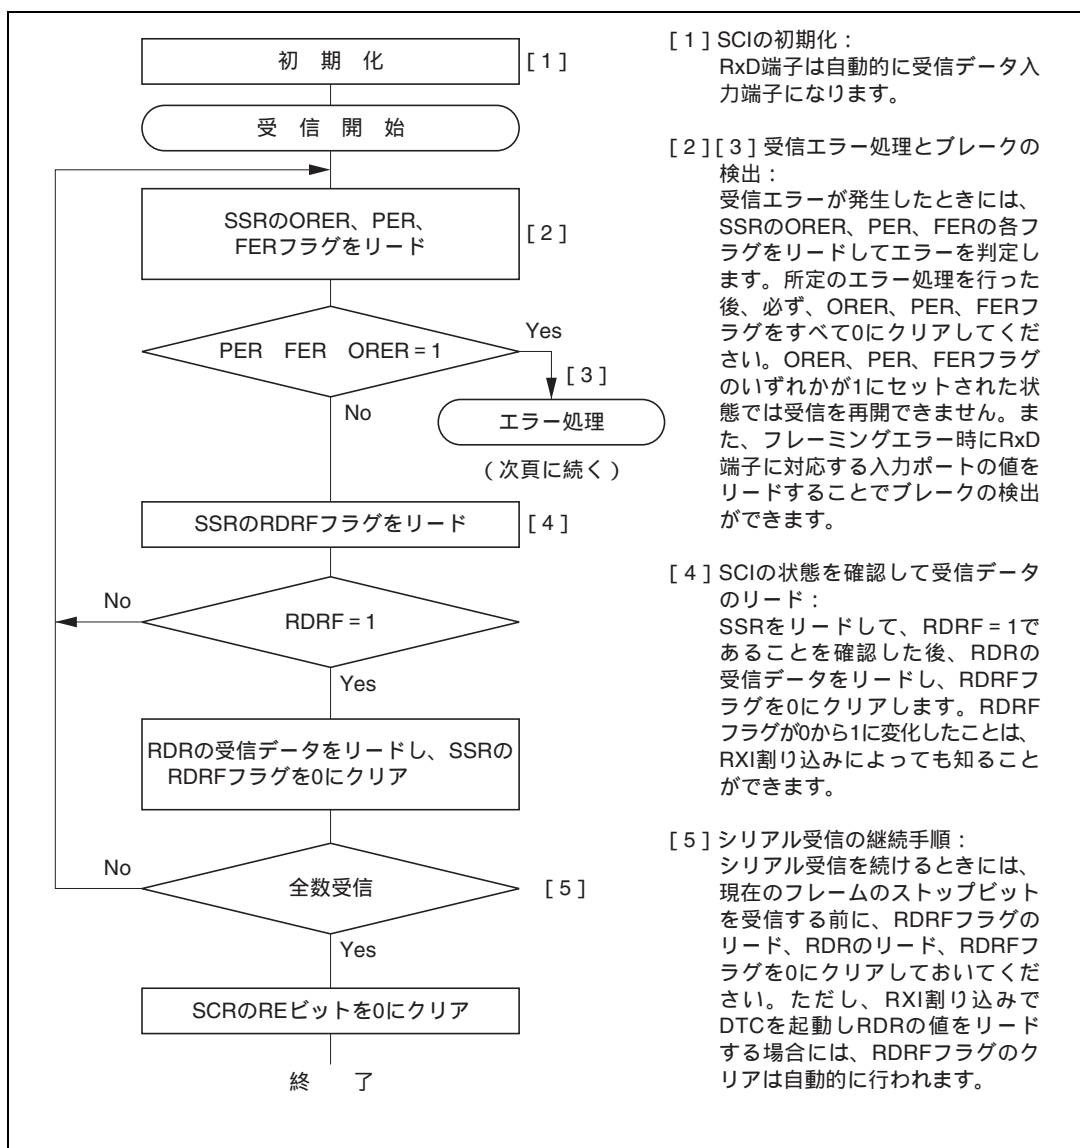 初 期 化
[1]
受 信 開 始
SSRのORER、PER、
FERフラグをリード
[2]
PER FER ORER = 1
Yes
[3]
No
エラー処理
(次頁に続く)
SSRのRDRFフラグをリード
[4]
No
RDRF = 1
Yes
RDRの受信データをリードし、SSRの
RDRFフラグを0にクリア
No
全数受信
[5]
Yes
SCRのREビットを0にクリア
終 了
[1] SCIの初期化：
RxD端子は自動的に受信データ入
力端子になります。
[2][3] 受信エラー処理とブレークの
検出：
受信エラーが発生したときには、
SSRのORER、PER、FERの各フ
ラグをリードしてエラーを判定し
ます。所定のエラー処理を行った
後、必ず、ORER、PER、FERフ
ラグをすべて0にクリアしてくだ
さい。ORER、PER、FERフラグ
のいずれかが1にセットされた状
態では受信を再開できません。ま
た、フレーミングエラー時にRxD
端子に対応する入力ポートの値を
リードすることでブレークの検出
ができます。
[4] SCIの状態を確認して受信データ
のリード：
SSRをリードして、RDRF = 1で
あることを確認した後、RDRの
受信データをリードし、RDRFフ
ラグを0にクリアします。RDRF
フラグが0から1に変化したことは、
RXI割り込みによっても知ること
ができます。
[5] シリアル受信の継続手順：
シリアル受信を続けるときには、
現在のフレームのストップビット
を受信する前に、RDRFフラグの
リード、RDRのリード、RDRFフ
ラグを0にクリアしておいてくだ
さい。ただし、RXI割り込みで
DTCを起動しRDRの値をリード
する場合には、RDRFフラグのク
リアは自動的に行われます。